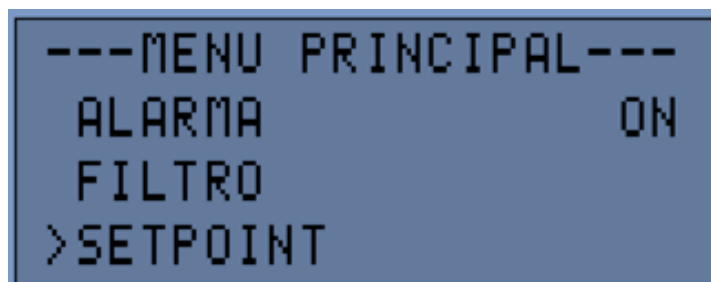 ---MENU PRINCIPAL---
ALARMA ON
FILTRO
>SETPOINT